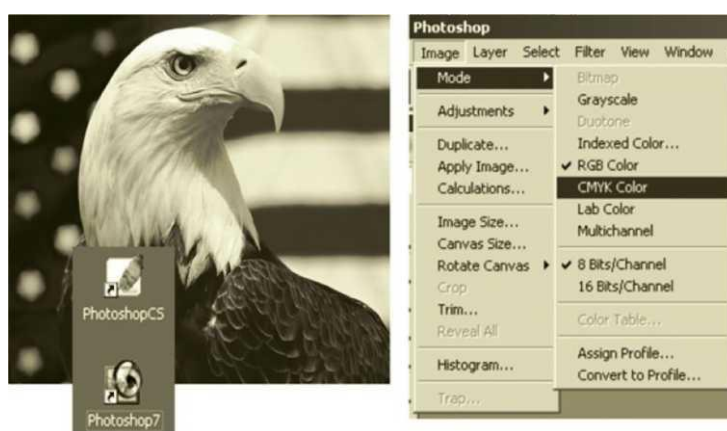 PhotoshopCS
Photoshop7
Photoshop
Image Layer Select Filter View Window
Mode
Adjustments
Duplicate...
Apply Image...
Calculations...
Image Size...
Canvas Size...
Rotate Canvas
Crop
Trim...
Reveal All
Histogram...
Trap...
Bitmap
Grayscale
Duotone
Indexed Color...
RGB Color
CMYK Color
Lab Color
Multichannel
8 Bits/Channel
16 Bits/Channel
Color Table...
Assign Profile...
Convert to Profile...